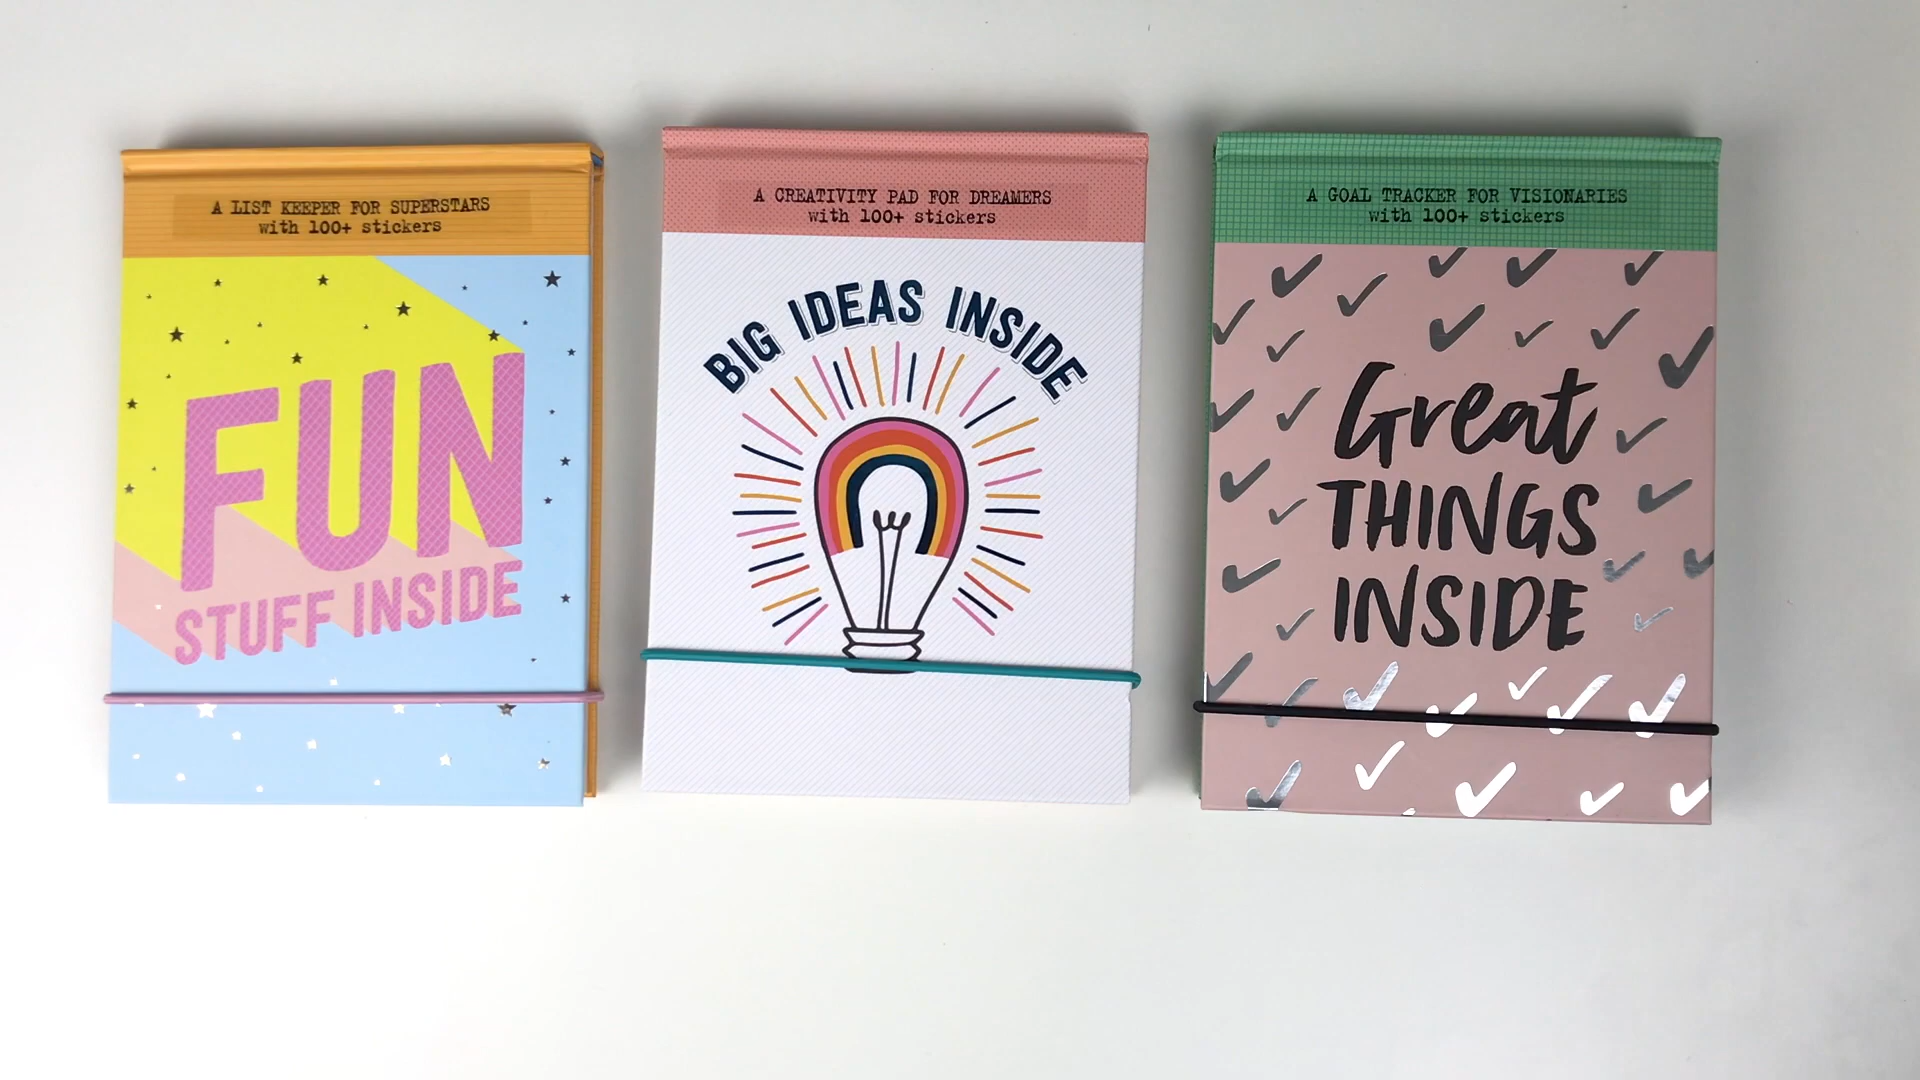 A LIST KEEPER FOR SUPERSTARS
with 100+ stickers
FUN
STUFF INSIDE
A CREATIVITY PAD FOR DREAMERS
with 100+ stickers
BIG IDEAS INSIDE
A GOAL TRACKER FOR VISIONARIES
with 100+ stickers
Great
THINGS
INSIDE